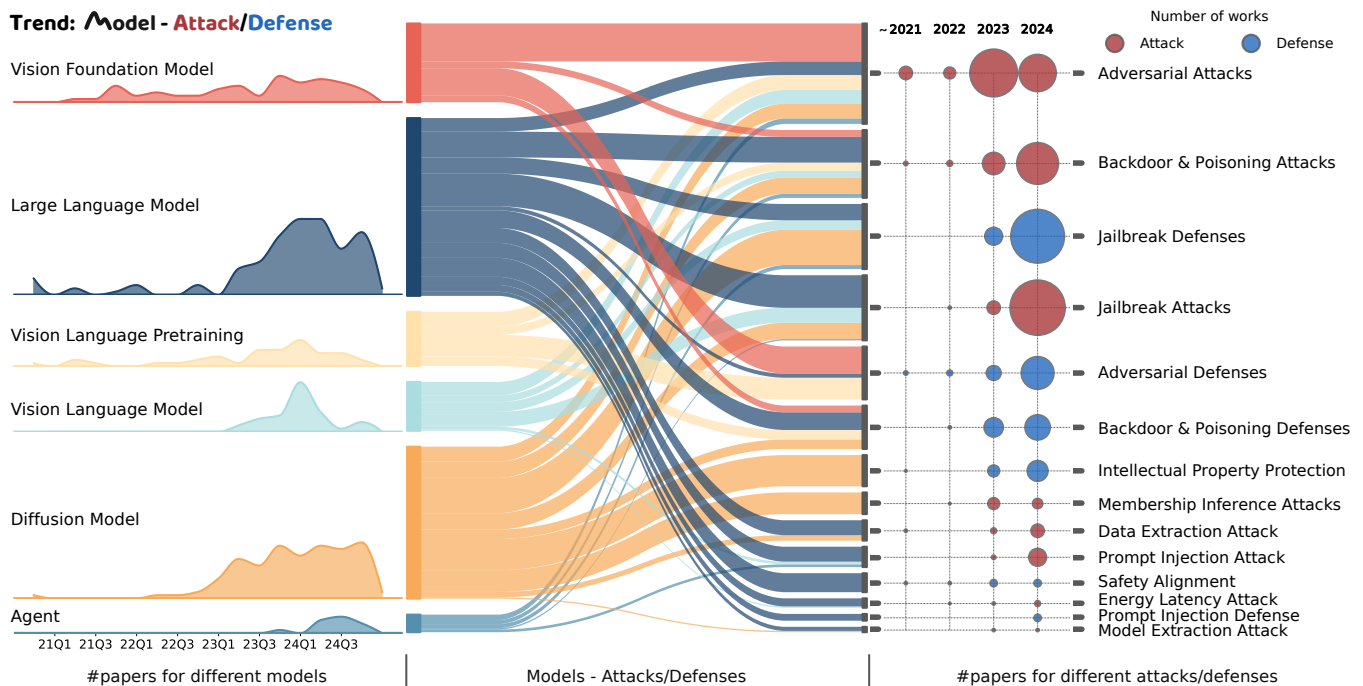 Trend: Model - Attack/Defense
Vision Foundation Model
Large Language Model
Vision Language Pretraining
Vision Language Model
Diffusion Model
Agent
21Q1 21Q3 22Q1 22Q3 23Q1 23Q3 24Q1 24Q3
#papers for different models
Models - Attacks/Defenses
Number of works
Attack Defense
~2021 2022 2023 2024
Adversarial Attacks
Backdoor & Poisoning Attacks
Jailbreak Defenses
Jailbreak Attacks
Adversarial Defenses
Backdoor & Poisoning Defenses
Intellectual Property Protection
Membership Inference Attacks
Data Extraction Attack
Prompt Injection Attack
Safety Alignment
Energy Latency Attack
Prompt Injection Defense
Model Extraction Attack
#papers for different attacks/defenses